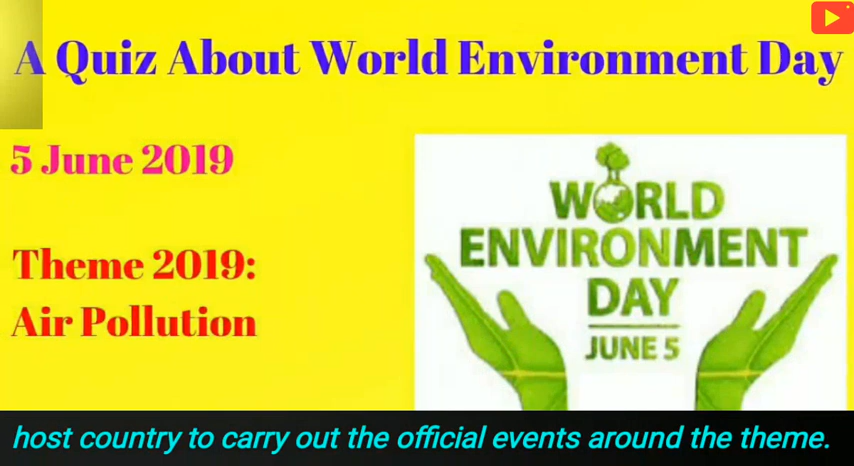 A Quiz About World Environment Day
5 June 2019
Theme 2019:
Air Pollution
WORLD
ENVIRONMENT
DAY
JUNE 5
host country to carry out the official events around the theme.